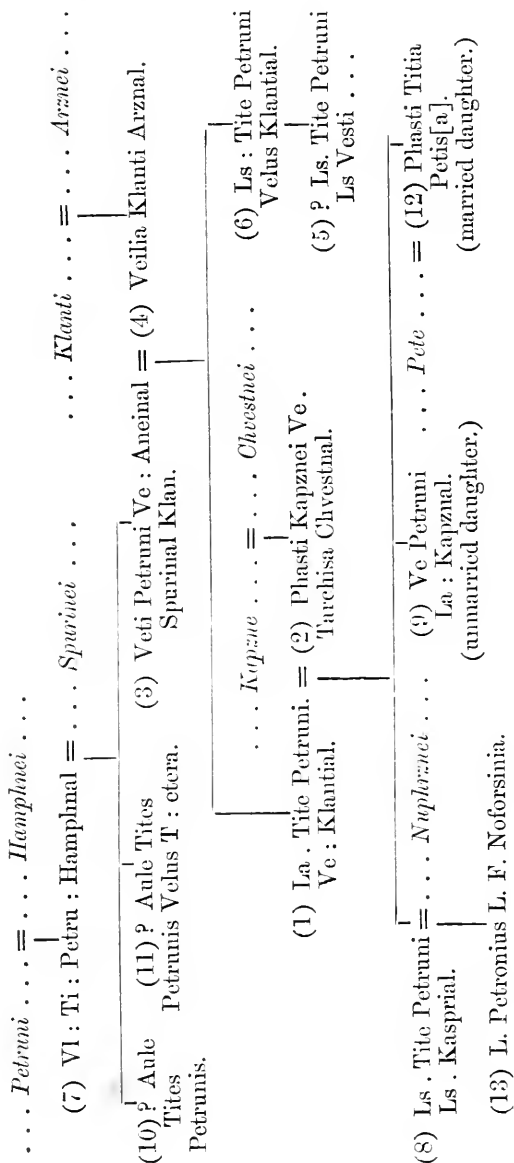 . . . Petruni . . . = . . . Hamphnei . . .
(7) Vl : Ti : Petru : Hamphnal = . . . Spurinei . . .
. . . Klanti . . . = . . . Arznei . . .
(10) ? Aule
Tites
Petrunis.
(11) ? Aule Tites
Petrunis Velus T : etera.
(3) Veti Petruni Ve : Aneinal = (4) Veilia Klanti Arznal.
Spurinal Klan.
. . . Kapzne . . . = . . . Chvestnei . . .
(1) La . Tite Petruni. = (2) Phasti Kapznei Ve .
Ve : Klantial.
Tarchisa Chvestnal.
(6) Ls : Tite Petruni
Velus Klantial.
(5) ? Ls. Tite Petruni
Ls Vesti . . .
(8) Ls . Tite Petruni = . . . Nuphrznei . . .
Ls . Kasprial.
(9) Ve Petruni
La : Kapznal.
(unmarried daughter.)
. . . Pete . . . = (12) Phasti Titia
Petis[a].
(married daughter.)
(13) L. Petronius L. F. Noforsinia.